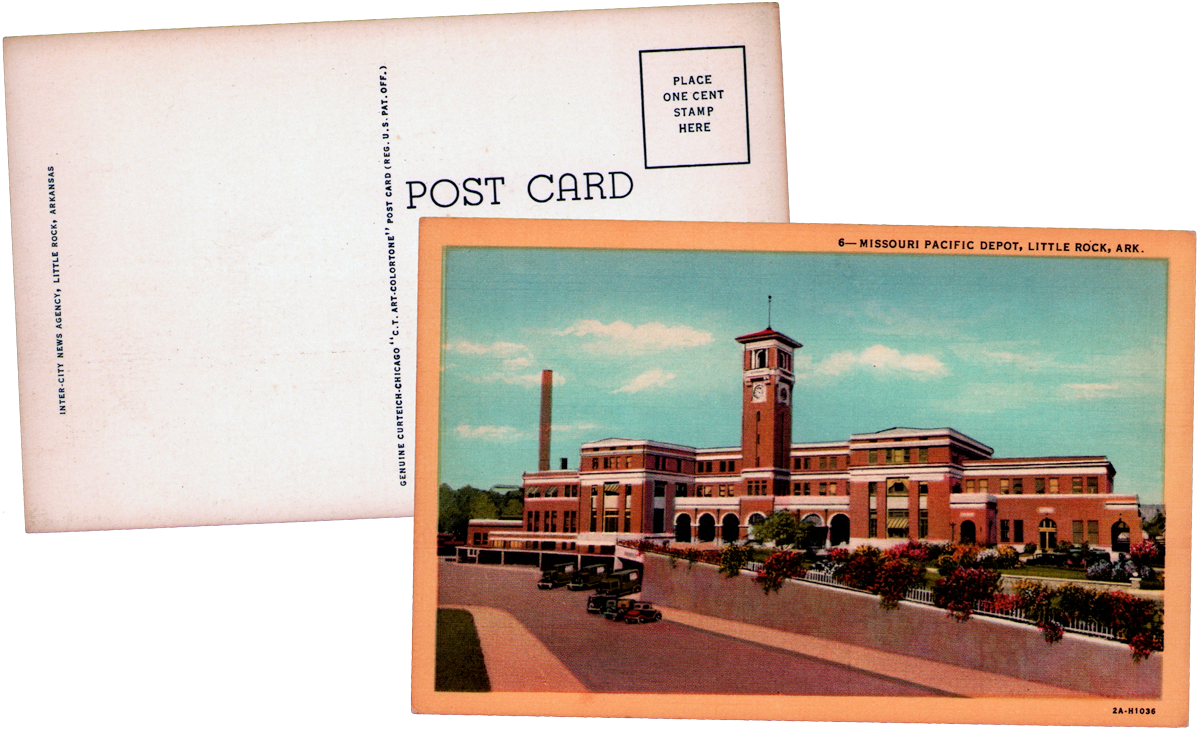 PLACE
ONE CENT
STAMP
HERE
POST CARD
INTER-CITY NEWS AGENCY, LITTLE ROCK, ARKANSAS
GENUINE CURTEICH-CHICAGO "C.T. ART-COLORTONE" POST CARD (REG. U.S. PAT. OFF.)
6—MISSOURI PACIFIC DEPOT, LITTLE ROCK, ARK.
2A-H1036